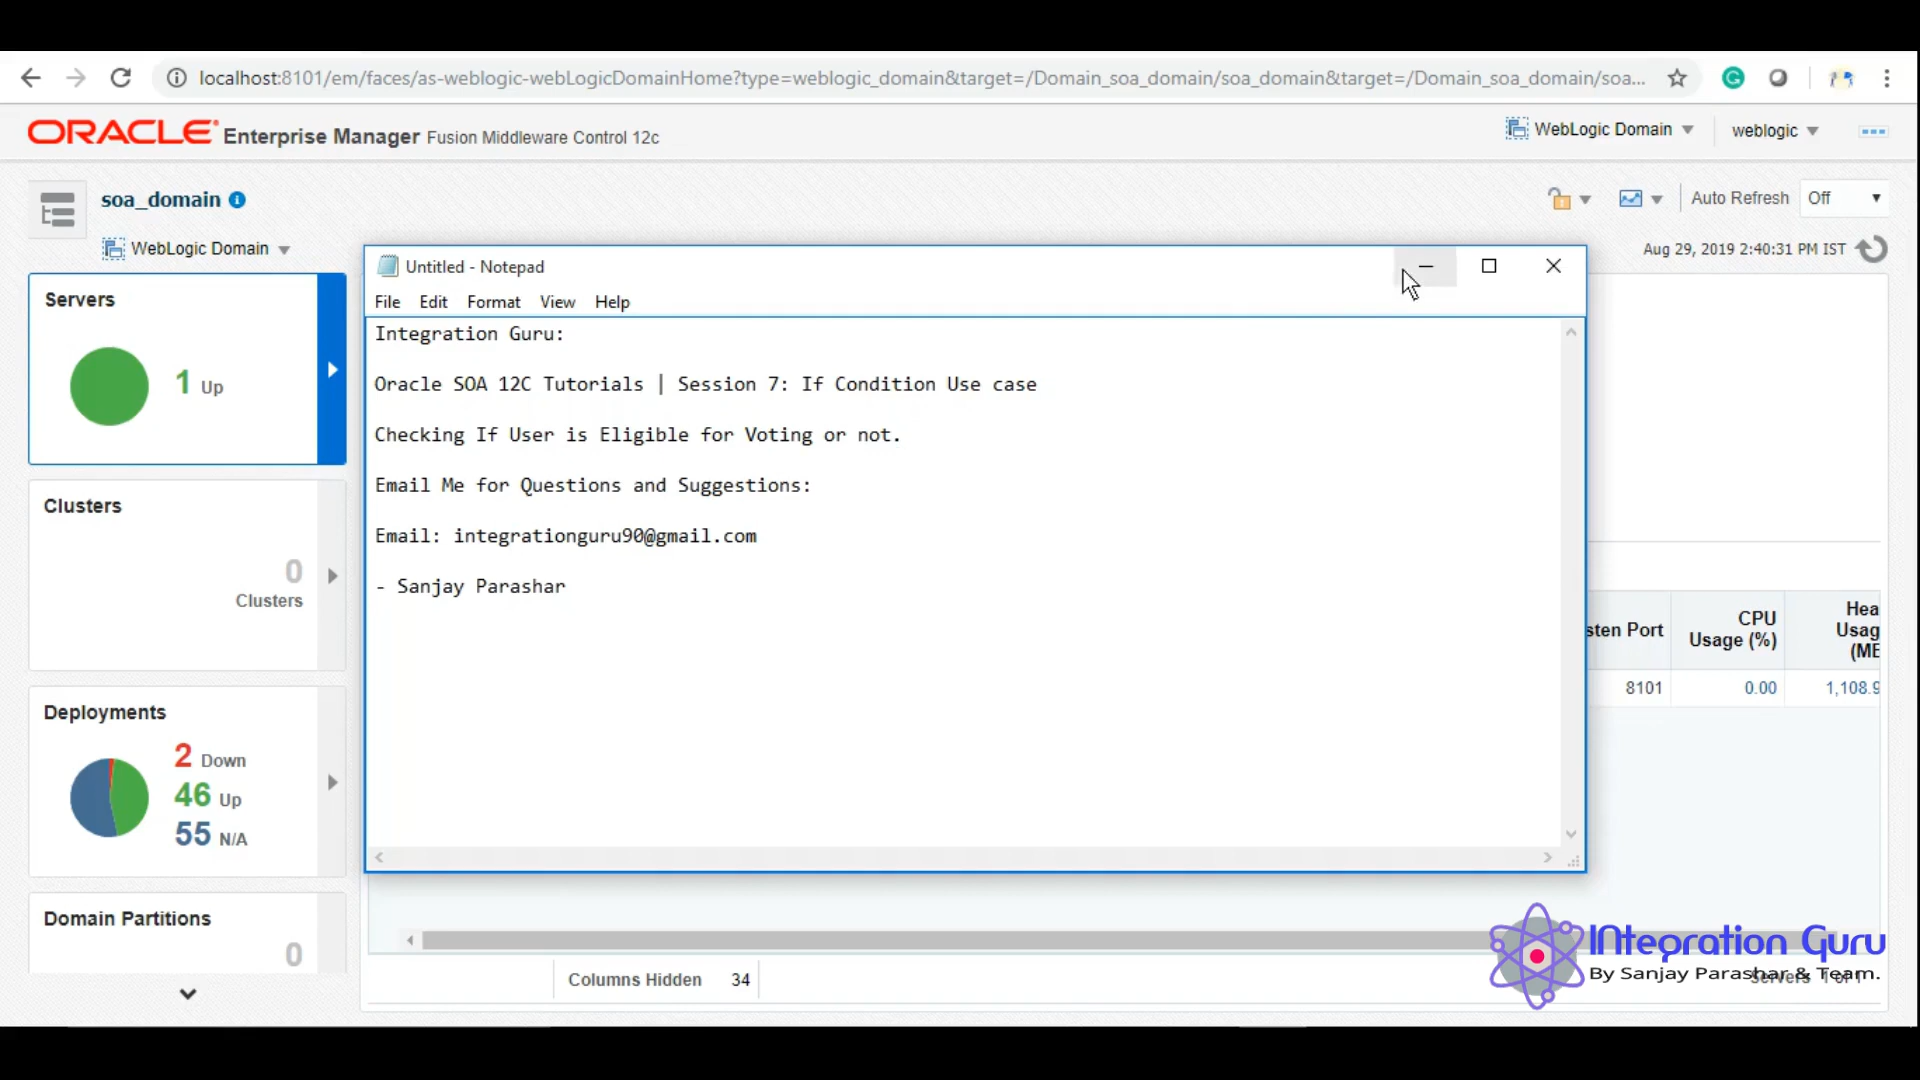 localhost:8101/em/faces/as-weblogic-webLogicDomainHome?type=weblogic_domain&target=/Domain_soa_domain/soa_domain&target=/Domain_soa_domain/soa...
ORACLE Enterprise Manager Fusion Middleware Control 12c
WebLogic Domain
weblogic
soa_domain
Auto Refresh Off
WebLogic Domain
Aug 29, 2019 2:40:31 PM IST
Servers
1 Up
Clusters
0
Clusters
Deployments
2 Down
46 Up
55 N/A
Domain Partitions
0
Untitled - Notepad
File Edit Format View Help
Integration Guru:
Oracle SOA 12C Tutorials | Session 7: If Condition Use case
Checking If User is Eligible for Voting or not.
Email Me for Questions and Suggestions:
Email: integrationguru90@gmail.com
- Sanjay Parashar
sten Port
CPU
Usage (%)
Hea
Usag
(ME
8101 0.00 1,108.9
Columns Hidden 34
INtegration Guru
By Sanjay Parashar & Team.